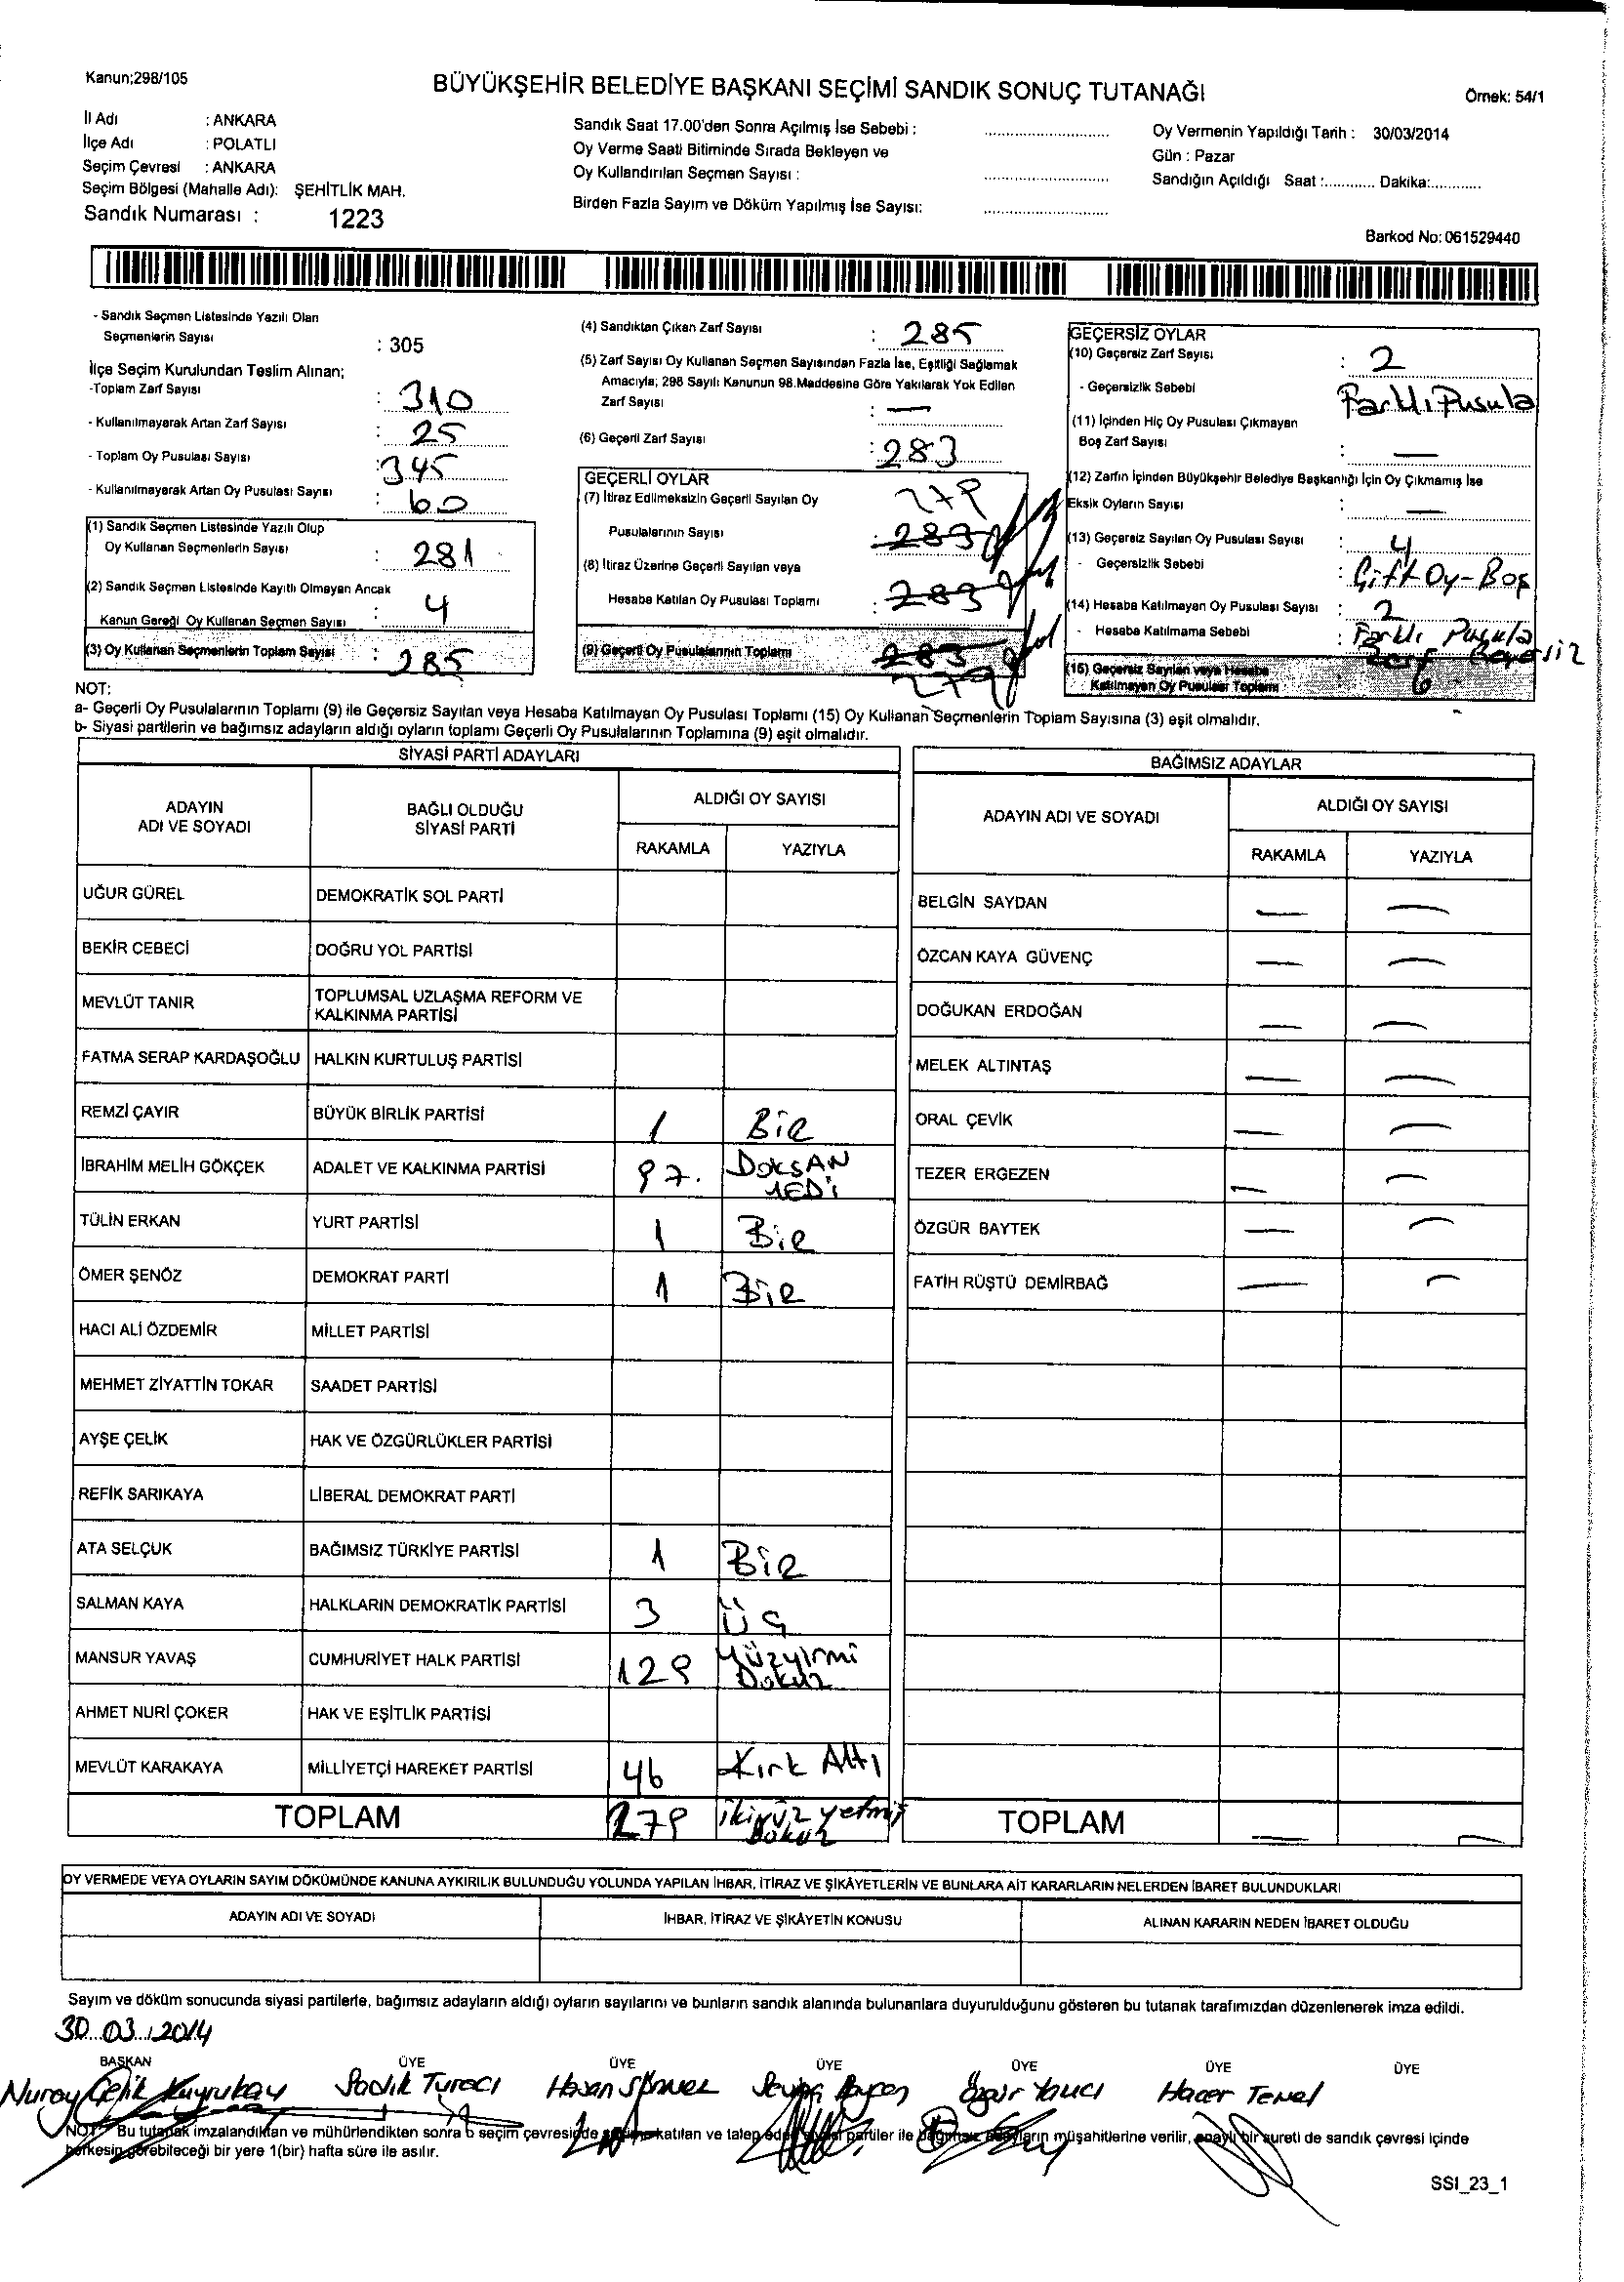 Kanun;298/105
BÜYÜKŞEHİR BELEDİYE BAŞKANI SEÇİMİ SANDIK SONUÇ TUTANAĞI
Örnek: 54/1
İl Adı : ANKARA
İlçe Adı : POLATLI
Seçim Çevresi : ANKARA
Seçim Bölgesi (Mahalle Adı): ŞEHİTLİK MAH.
Sandık Numarası : 1223
Sandık Saat 17.00'den Sonra Açılmış İse Sebebi :
Oy Verme Saati Bitiminde Sırada Bekleyen ve
Oy Kullandırılan Seçmen Sayısı :
Birden Fazla Sayım ve Döküm Yapılmış İse Sayısı:
Oy Vermenin Yapıldığı Tarih : 30/03/2014
Gün : Pazar
Sandığın Açıldığı Saat :............ Dakika:............
Barkod No: 061529440
- Sandık Seçmen Listesinde Yazılı Olan
Seçmenlerin Sayısı : 305
İlçe Seçim Kurulundan Teslim Alınan;
-Toplam Zarf Sayısı : 310
- Kullanılmayarak Artan Zarf Sayısı : 25
- Toplam Oy Pusulası Sayısı : 345
- Kullanılmayarak Artan Oy Pusulası Sayısı : 60
(1) Sandık Seçmen Listesinde Yazılı Olup
Oy Kullanan Seçmenlerin Sayısı : 281
(2) Sandık Seçmen Listesinde Kayıtlı Olmayan Ancak
Kanun Gereği Oy Kullanan Seçmen Sayısı : 4
(3) Oy Kullanan Seçmenlerin Toplam Sayısı : 285
(4) Sandıktan Çıkan Zarf Sayısı : 285
(5) Zarf Sayısı Oy Kullanan Seçmen Sayısından Fazla İse, Eşitliği Sağlamak
Amacıyla; 298 Sayılı Kanunun 98.Maddesine Göre Yakılarak Yok Edilen
Zarf Sayısı : —
(6) Geçerli Zarf Sayısı : 283
GEÇERLİ OYLAR
(7) İtiraz Edilmeksizin Geçerli Sayılan Oy 279
Pusulalarının Sayısı : 283
(8) İtiraz Üzerine Geçerli Sayılan veya
Hesaba Katılan Oy Pusulası Toplamı : 283
(9) Geçerli Oy Pusulalarının Toplamı 283
279
GEÇERSİZ OYLAR
(10) Geçersiz Zarf Sayısı : 2
- Geçersizlik Sebebi : Farklı Pusula
(11) İçinden Hiç Oy Pusulası Çıkmayan
Boş Zarf Sayısı : —
(12) Zarfın İçinden Büyükşehir Belediye Başkanlığı İçin Oy Çıkmamış İse
Eksik Oyların Sayısı : —
(13) Geçersiz Sayılan Oy Pusulası Sayısı : 4
- Geçersizlik Sebebi : Çift Oy-Boş
(14) Hesaba Katılmayan Oy Pusulası Sayısı : 2
- Hesaba Katılmama Sebebi : Farklı Pusula
(15) Geçersiz Sayılan veya Hesaba
Katılmayan Oy Pusulası Toplamı 6
NOT:
a- Geçerli Oy Pusulalarının Toplamı (9) ile Geçersiz Sayılan veya Hesaba Katılmayan Oy Pusulası Toplamı (15) Oy Kullanan Seçmenlerin Toplam Sayısına (3) eşit olmalıdır.
b- Siyasi partilerin ve bağımsız adayların aldığı oyların toplamı Geçerli Oy Pusulalarının Toplamına (9) eşit olmalıdır.
SİYASİ PARTİ ADAYLARI
ADAYIN ADI VE SOYADI BAĞLI OLDUĞU SİYASİ PARTİ ALDIĞI OY SAYISI
RAKAMLA YAZIYLA
UĞUR GÜREL DEMOKRATİK SOL PARTİ
BEKİR CEBECİ DOĞRU YOL PARTİSİ
MEVLÜT TANIR TOPLUMSAL UZLAŞMA REFORM VE KALKINMA PARTİSİ
FATMA SERAP KARDAŞOĞLU HALKIN KURTULUŞ PARTİSİ
REMZİ ÇAYIR BÜYÜK BİRLİK PARTİSİ 1 Bir
İBRAHİM MELİH GÖKÇEK ADALET VE KALKINMA PARTİSİ 97. DOKSAN YEDİ
TÜLİN ERKAN YURT PARTİSİ 1 Bir
ÖMER ŞENÖZ DEMOKRAT PARTİ 1 Bir
HACI ALİ ÖZDEMİR MİLLET PARTİSİ
MEHMET ZİYATTİN TOKAR SAADET PARTİSİ
AYŞE ÇELİK HAK VE ÖZGÜRLÜKLER PARTİSİ
REFİK SARIKAYA LİBERAL DEMOKRAT PARTİ
ATA SELÇUK BAĞIMSIZ TÜRKİYE PARTİSİ 1 Bir
SALMAN KAYA HALKLARIN DEMOKRATİK PARTİSİ 3 ÜÇ
MANSUR YAVAŞ CUMHURİYET HALK PARTİSİ 129 Yüzyirmi Dokuz
AHMET NURİ ÇOKER HAK VE EŞİTLİK PARTİSİ
MEVLÜT KARAKAYA MİLLİYETÇİ HAREKET PARTİSİ 46 Kırk Altı
TOPLAM 279 ikiyüz yetmiş Dokuz
BAĞIMSIZ ADAYLAR
ADAYIN ADI VE SOYADI ALDIĞI OY SAYISI
RAKAMLA YAZIYLA
BELGİN SAYDAN — —
ÖZCAN KAYA GÜVENÇ — —
DOĞUKAN ERDOĞAN — —
MELEK ALTINTAŞ — —
ORAL ÇEVİK — —
TEZER ERGEZEN — —
ÖZGÜR BAYTEK — —
FATİH RÜŞTÜ DEMİRBAĞ — —
TOPLAM — —
OY VERMEDE VEYA OYLARIN SAYIM DÖKÜMÜNDE KANUNA AYKIRILIK BULUNDUĞU YOLUNDA YAPILAN İHBAR, İTİRAZ VE ŞİKÂYETLERİN VE BUNLARA AİT KARARLARIN NELERDEN İBARET BULUNDUKLARI
ADAYIN ADI VE SOYADI İHBAR, İTİRAZ VE ŞİKÂYETİN KONUSU ALINAN KARARIN NEDEN İBARET OLDUĞU
Sayım ve döküm sonucunda siyasi partilerle, bağımsız adayların aldığı oyların sayılarını ve bunların sandık alanında bulunanlara duyurulduğunu gösteren bu tutanak tarafımızdan düzenlenerek imza edildi.
30.03.2014
BAŞKAN ÜYE ÜYE ÜYE ÜYE ÜYE ÜYE
Nuray Çelik Kuyrukay Sadık Turacı Hasan Özgür Hacer Temel
NOT: Bu tutanak imzalandıktan ve mühürlendikten sonra o seçim çevresinde katılan ve talep eden siyasi partiler ile bağımsız adayların müşahitlerine verilir, onaylı bir sureti de sandık çevresi içinde
herkesin görebileceği bir yere 1(bir) hafta süre ile asılır.
SSI_23_1